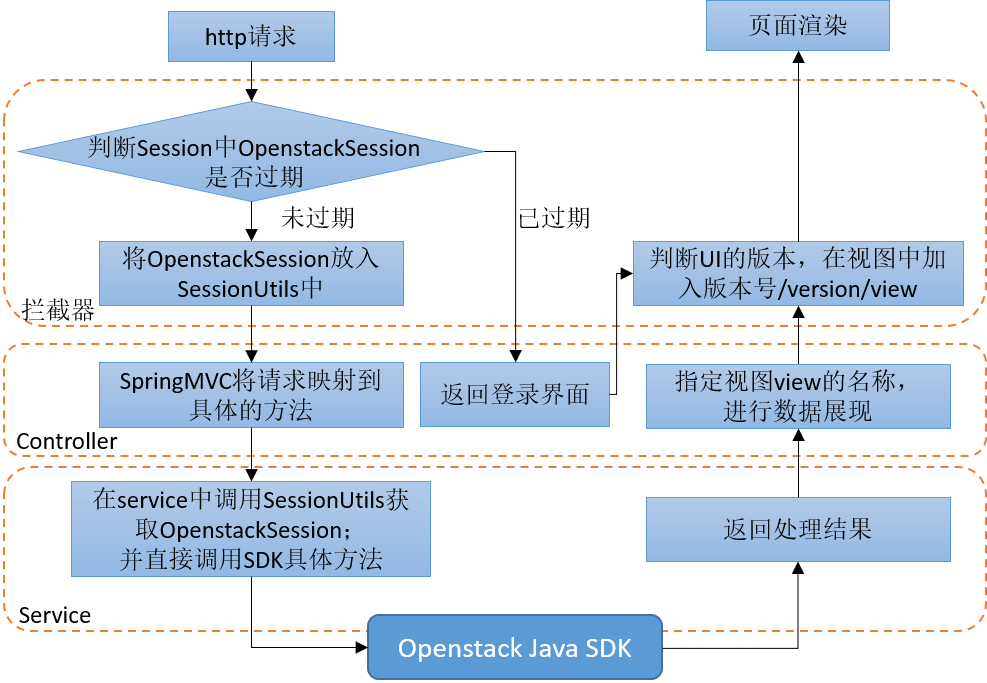 http请求
页面渲染
判断Session中OpenstackSession
是否过期
未过期
已过期
将OpenstackSession放入
SessionUtils中
判断UI的版本，在视图中加
入版本号/version/view
拦截器
SpringMVC将请求映射到
具体的方法
返回登录界面
指定视图view的名称，
进行数据展现
Controller
在service中调用SessionUtils获
取OpenstackSession；
并直接调用SDK具体方法
返回处理结果
Service
Openstack Java SDK